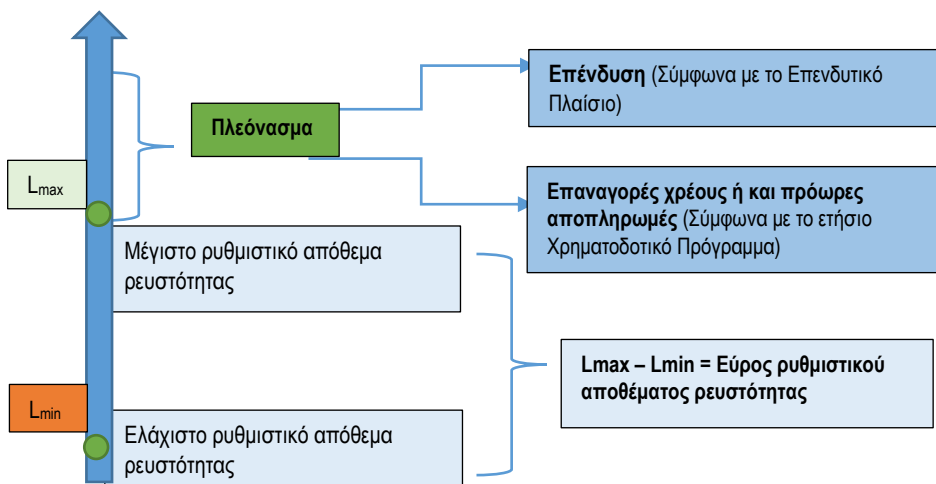 Επένδυση (Σύμφωνα με το Επενδυτικό
Πλαίσιο)
Πλεόνασμα
Lmax
Επαναγορές χρέους ή και πρόωρες
αποπληρωμές (Σύμφωνα με το ετήσιο
Χρηματοδοτικό Πρόγραμμα)
Μέγιστο ρυθμιστικό απόθεμα
ρευστότητας
Lmax – Lmin = Εύρος ρυθμιστικού
αποθέματος ρευστότητας
Lmin
Ελάχιστο ρυθμιστικό απόθεμα
ρευστότητας